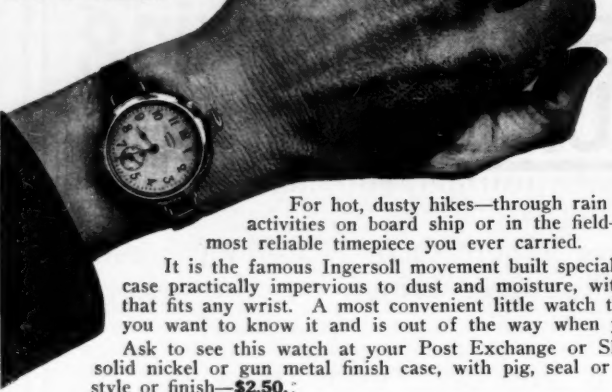 For hot, dusty hikes—through rain
activities on board ship or in the field—
most reliable timepiece you ever carried.
It is the famous Ingersoll movement built special
case practically impervious to dust and moisture, wit
that fits any wrist. A most convenient little watch t
you want to know it and is out of the way when
Ask to see this watch at your Post Exchange or S
solid nickel or gun metal finish case, with pig, seal or
style or finish—$2.50.